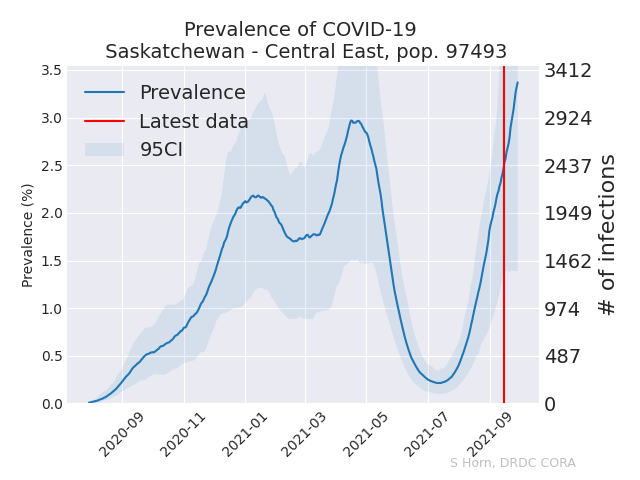 Prevalence of COVID-19
Saskatchewan - Central East, pop. 97493
Prevalence
Latest data
95CI
Prevalence (%)
3.5
3.0
2.5
2.0
1.5
1.0
0.5
0.0
3412
2924
2437
1949
1462
974
487
0
# of infections
2020-09
2020-11
2021-01
2021-03
2021-05
2021-07
2021-09
S Horn, DRDC CORA